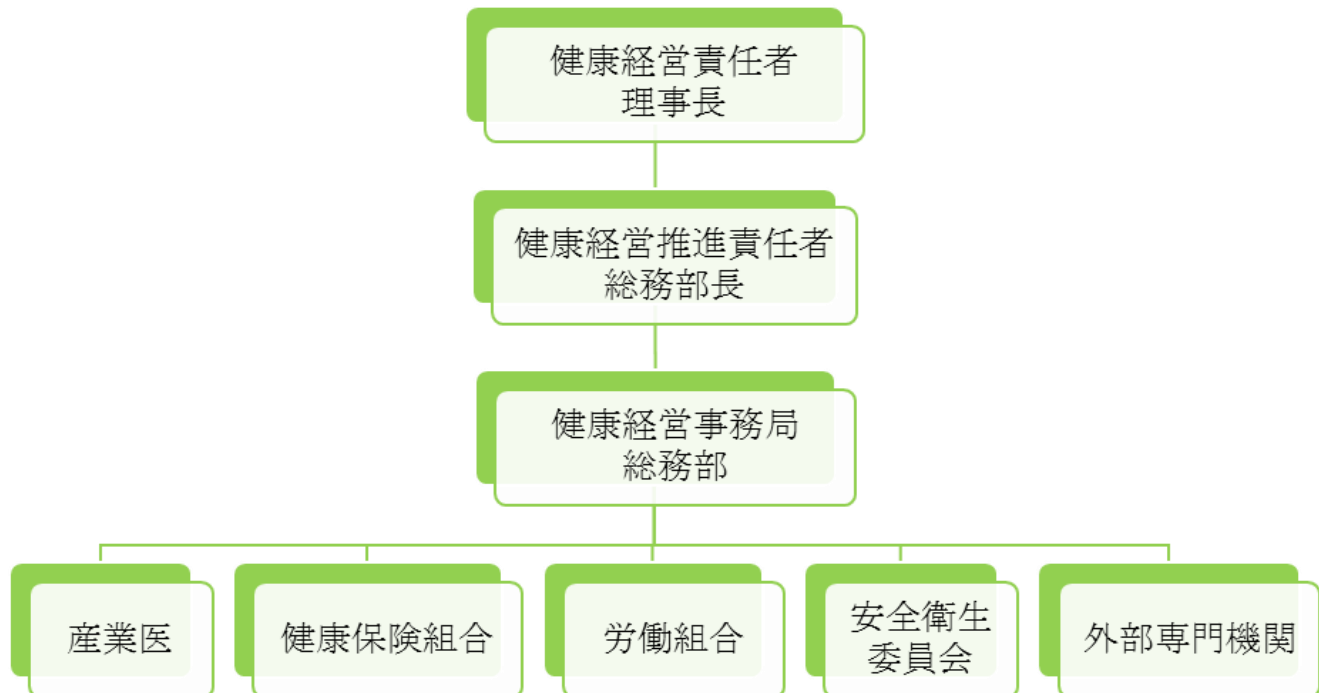 健康経営責任者
理事長
健康経営推進責任者
総務部長
健康経営事務局
総務部
産業医
健康保険組合
労働組合
安全衛生
委員会
外部専門機関